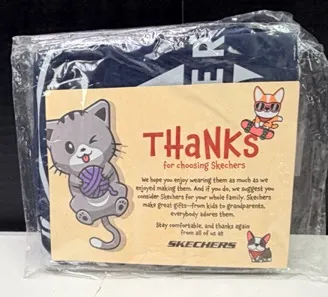 ER
THANKS
for choosing Skechers
We hope you enjoy wearing them as much as we
enjoyed making them. And if you do, we suggest you
consider Skechers for your whole family. Skechers
make great gifts—from kids to grandparents,
everybody adores them.
Stay comfortable, and thanks again
from all of us at
SKECHERS